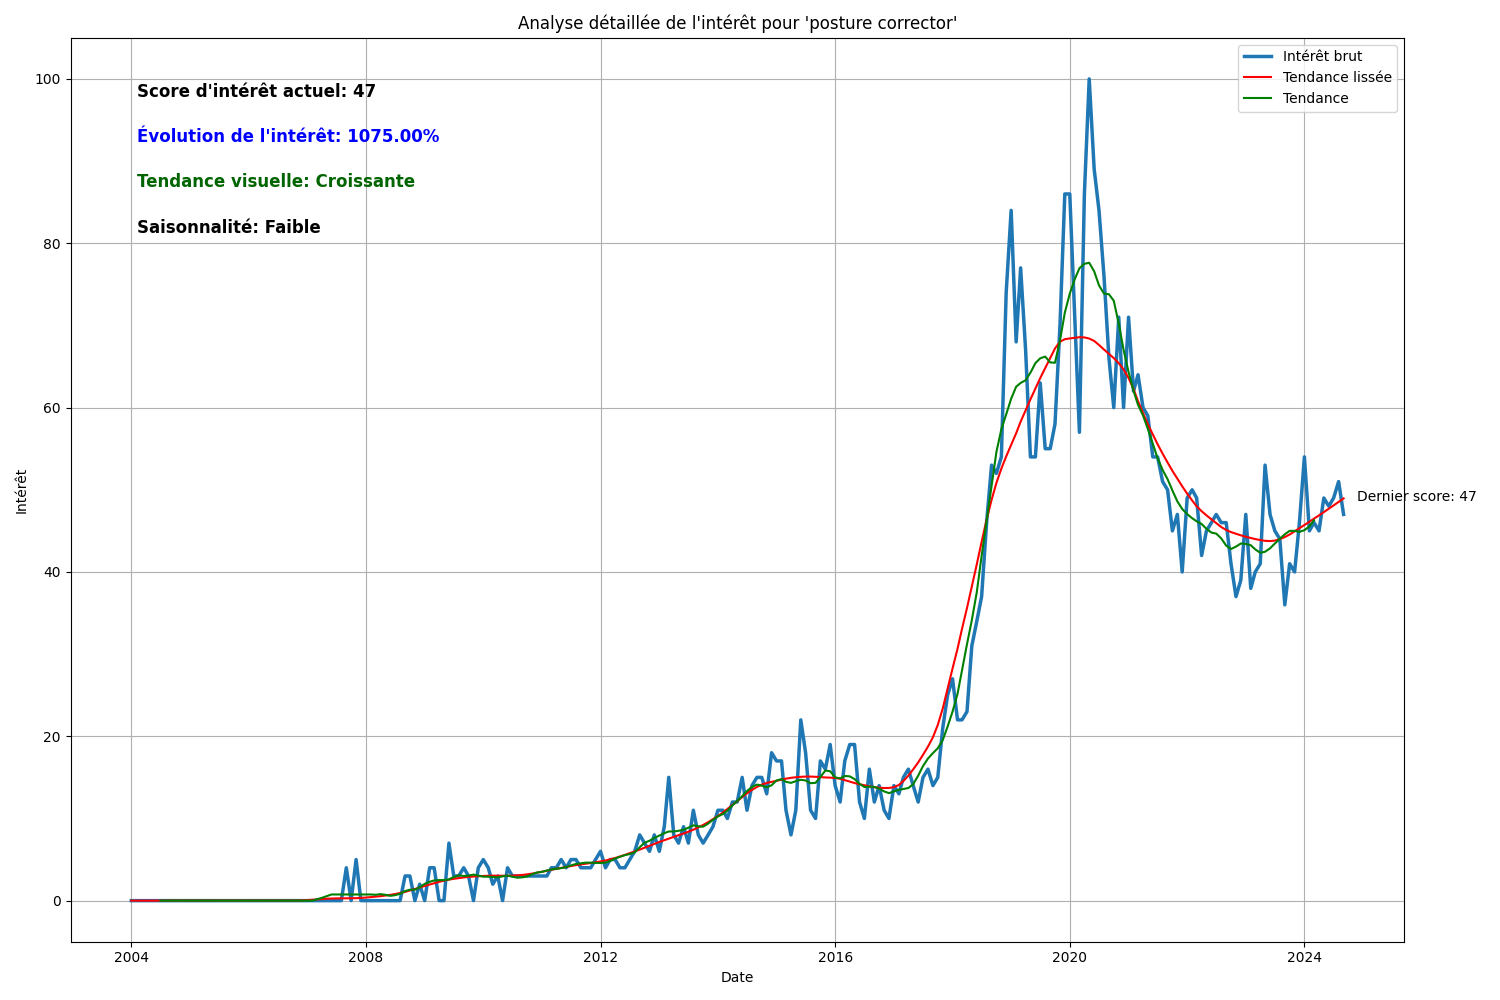 Analyse détaillée de l'intérêt pour 'posture corrector'
Intérêt brut
Tendance lissée
Tendance
Score d'intérêt actuel: 47
Évolution de l'intérêt: 1075.00%
Tendance visuelle: Croissante
Saisonnalité: Faible
100
80
60
40
20
0
Intérêt
Dernier score: 47
2004
2008
2012
2016
2020
2024
Date